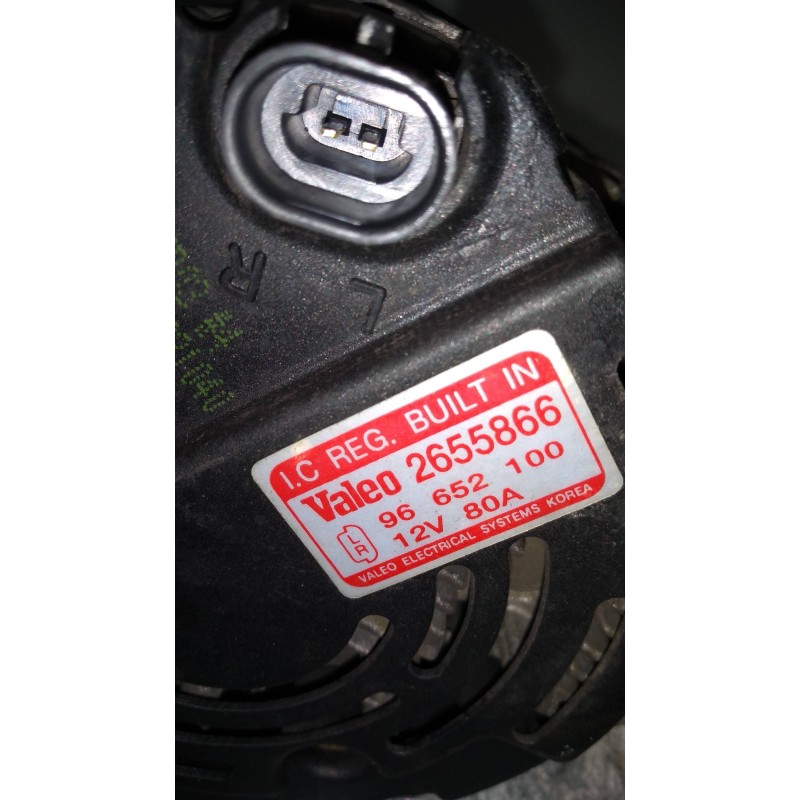 R L
I.C REG. BUILT IN
Valeo 2655866
96 652 100
L
R
12V 80A
VALEO ELECTRICAL SYSTEMS KOREA